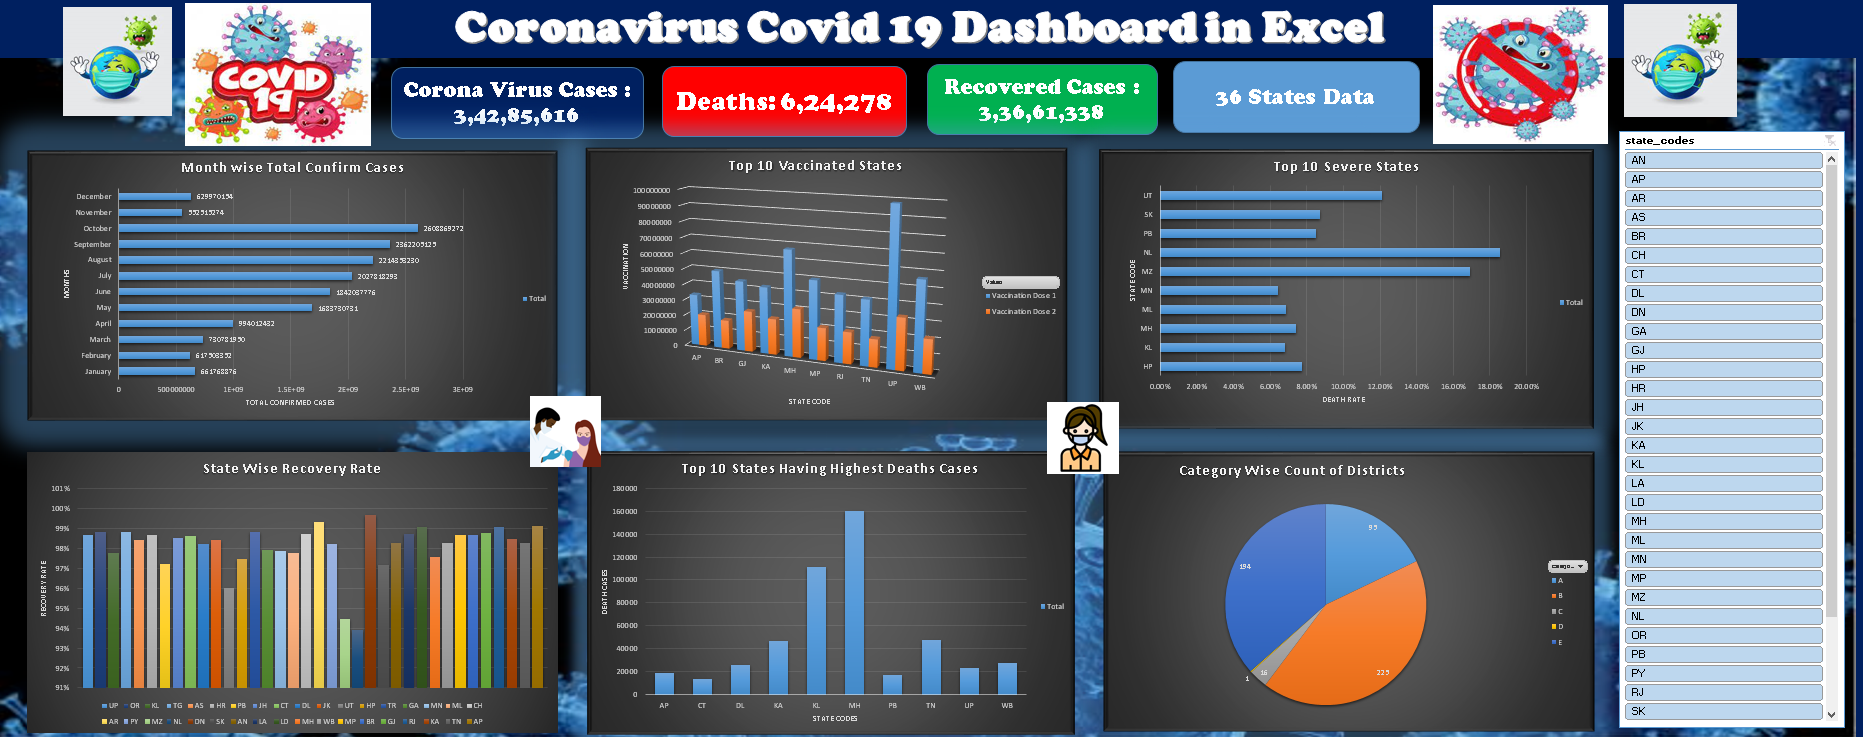 Coronavirus Covid 19 Dashboard in Excel
COVID
19
Corona Virus Cases :
3,42,85,616
Deaths: 6,24,278
Recovered Cases :
3,36,61,338
36 States Data
Month wise Total Confirm Cases
MONTHS
December 629970154
November
October 2608869272
September 2362205129
August
July 2027818293
June 1842087776
May 1683730731
April 994012432
March 730781950
February
January 661768876
0 500000000 1E+09 1.5E+09 2E+09 2.5E+09 3E+09
TOTAL CONFIRMED CASES
Total
Top 10 Vaccinated States
VACCINATION
100000000
90000000
80000000
70000000
60000000
50000000
40000000
30000000
20000000
10000000
0
AP BR GJ KA MH MP RJ TN UP WB
STATE CODE
Values
Vaccination Dose 1
Vaccination Dose 2
Top 10 Severe States
STATE CODE
UT
SK
PB
NL
MZ
MN
ML
MH
KL
HP
0.00% 2.00% 4.00% 6.00% 8.00% 10.00% 12.00% 14.00% 16.00% 18.00% 20.00%
DEATH RATE
Total
State Wise Recovery Rate
RECOVERY RATE
101%
100%
99%
98%
97%
96%
95%
94%
93%
92%
91%
UP OR KL TG AS HR PB JH CT DL JK UT HP TR GA MN ML CH
AR PY MZ NL DN SK AN LA LD MH WB MP BR GJ RJ KA TN AP
Top 10 States Having Highest Deaths Cases
DEATH CASES
180000
160000
140000
120000
100000
80000
60000
40000
20000
0
AP CT DL KA KL MH PB TN UP WB
STATE CODES
Total
Category Wise Count of Districts
95
194
225
16
1
Catego...
A
B
C
D
E
state_codes
AN
AP
AR
AS
BR
CH
CT
DL
DN
GA
GJ
HP
HR
JH
JK
KA
KL
LA
LD
MH
ML
MN
MP
MZ
NL
OR
PB
PY
RJ
SK